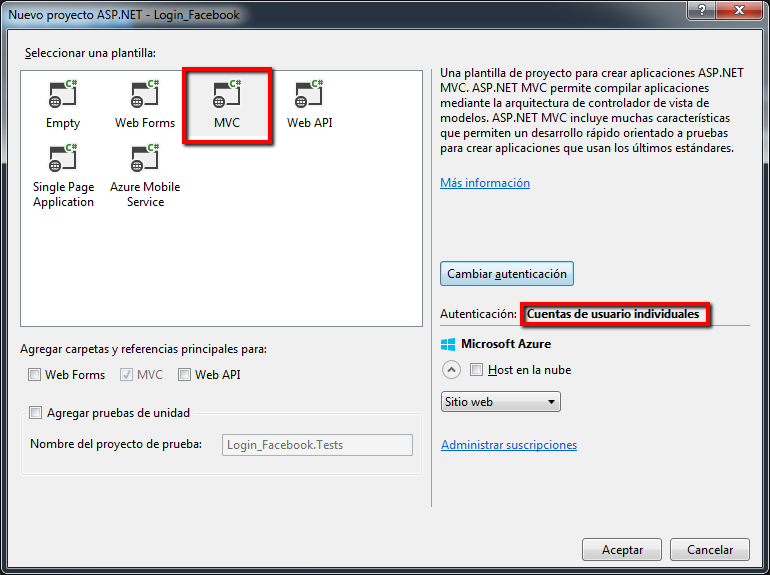 Nuevo proyecto ASP.NET - Login_Facebook
Seleccionar una plantilla:
C#
Empty
C#
Web Forms
C#
MVC
C#
Web API
C#
Single Page
Application
C#
Azure Mobile
Service
Agregar carpetas y referencias principales para:
Web Forms
MVC
Web API
Agregar pruebas de unidad
Nombre del proyecto de prueba:
Login_Facebook.Tests
Una plantilla de proyecto para crear aplicaciones ASP.NET
MVC. ASP.NET MVC permite compilar aplicaciones
mediante la arquitectura de controlador de vista de
modelos. ASP.NET MVC incluye muchas características
que permiten un desarrollo rápido orientado a pruebas
para crear aplicaciones que usan los últimos estándares.
Más información
Cambiar autenticación
Autenticación: Cuentas de usuario individuales
Microsoft Azure
Host en la nube
Sitio web
Administrar suscripciones
Aceptar
Cancelar